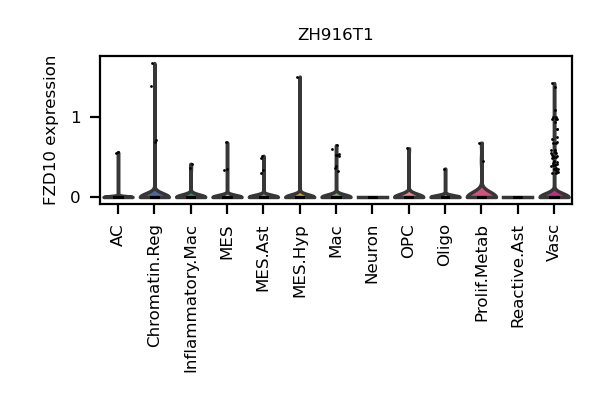 ZH916T1
FZD10 expression
1
0
AC
Chromatin.Reg
Inflammatory.Mac
MES
MES.Ast
MES.Hyp
Mac
Neuron
OPC
Oligo
Prolif.Metab
Reactive.Ast
Vasc